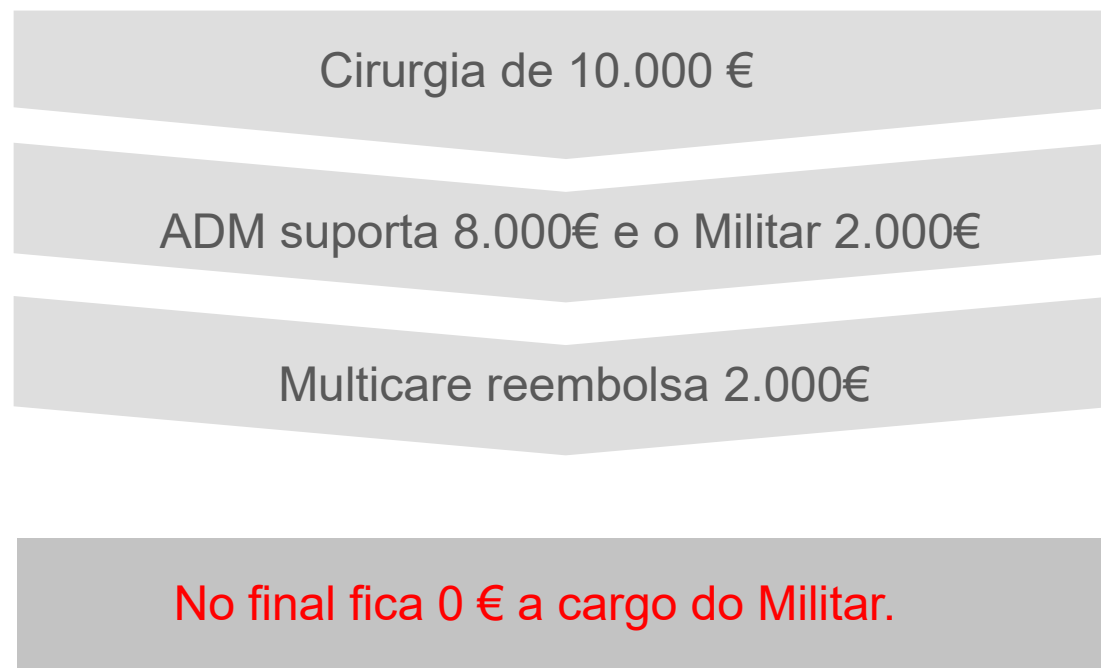 Cirurgia de 10.000 €
ADM suporta 8.000€ e o Militar 2.000€
Multicare reembolsa 2.000€
No final fica 0 € a cargo do Militar.